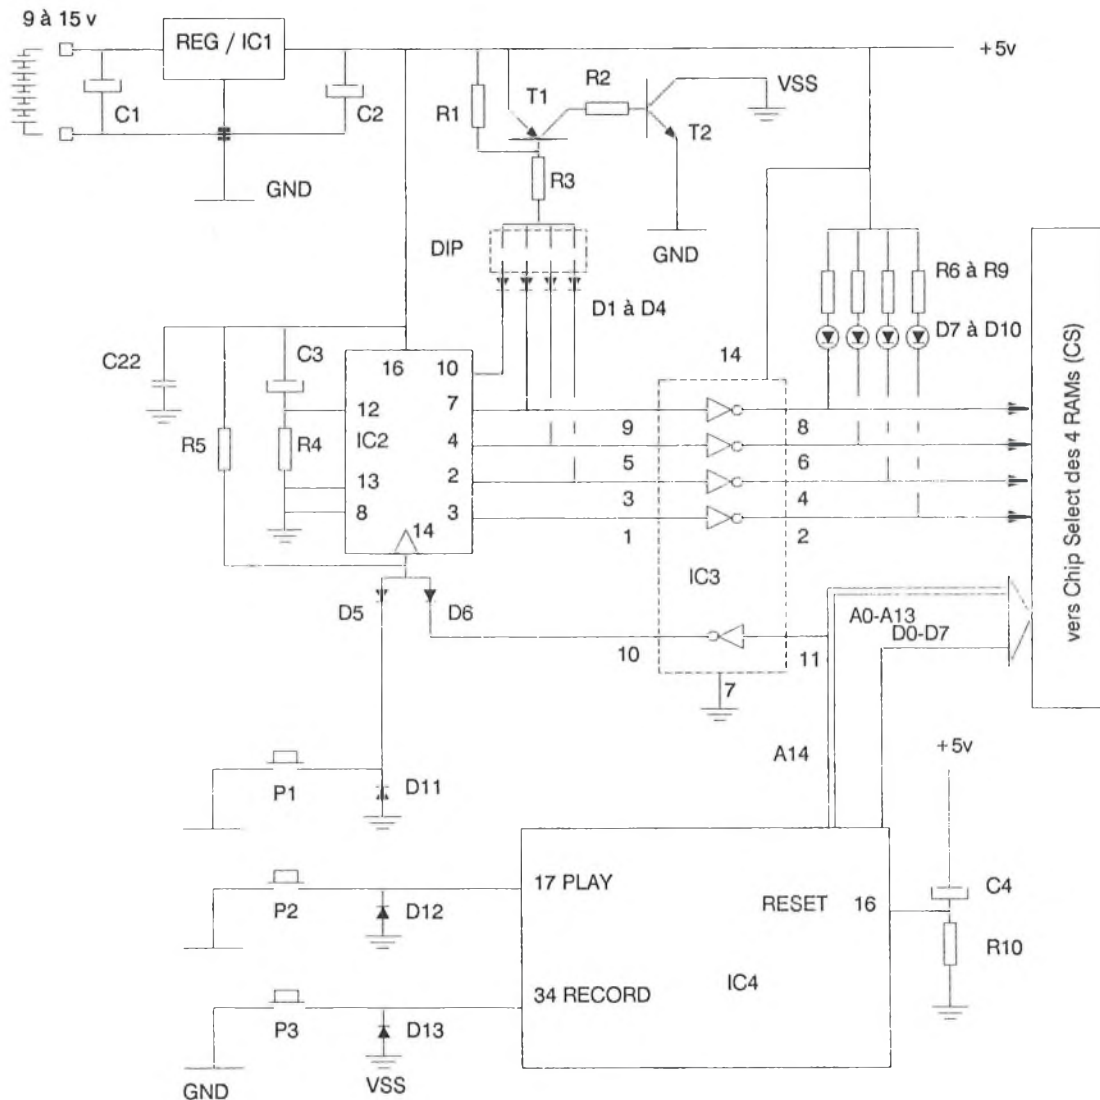 9 à 15 v
REG / IC1
+5v
C1
C2
R1
T1
R2
VSS
T2
R3
GND
GND
DIP
D1 à D4
R6 à R9
D7 à D10
vers Chip Select des 4 RAMs (CS)
C22
C3
16
10
14
12
7
R5
R4
IC2
4
9
8
13
2
5
6
8
3
3
4
14
1
2
IC3
D5
D6
A0-A13
D0-D7
10
11
7
A14
+5v
P1
D11
17 PLAY
C4
P2
D12
RESET
16
R10
34 RECORD
IC4
P3
D13
GND
VSS